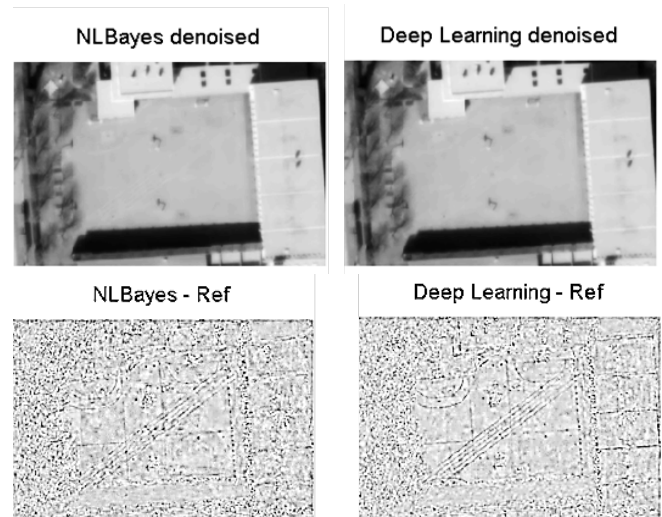 NLBayes denoised
Deep Learning denoised
NLBayes - Ref
Deep Learning - Ref